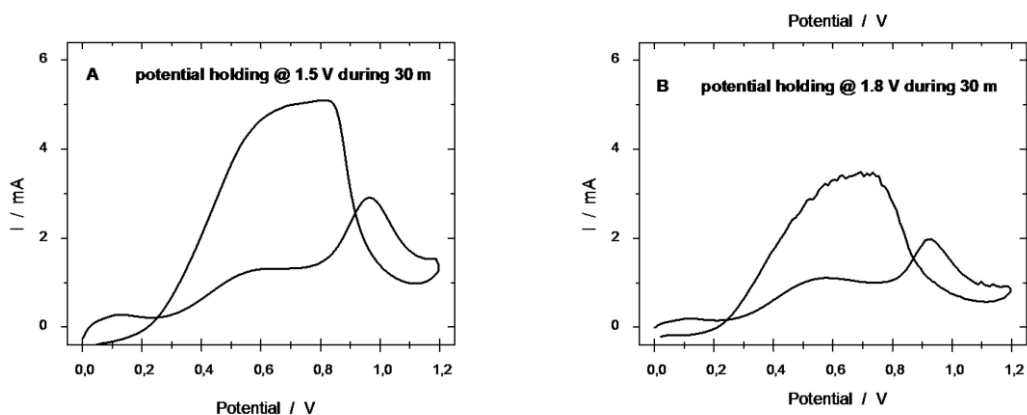 Potential / V
A potential holding @ 1.5 V during 30 m
B potential holding @ 1.8 V during 30 m
I / mA
6
4
2
0
0,0 0,2 0,4 0,6 0,8 1,0 1,2
Potential / V
I / mA
6
4
2
0
0,0 0,2 0,4 0,6 0,8 1,0 1,2
Potential / V